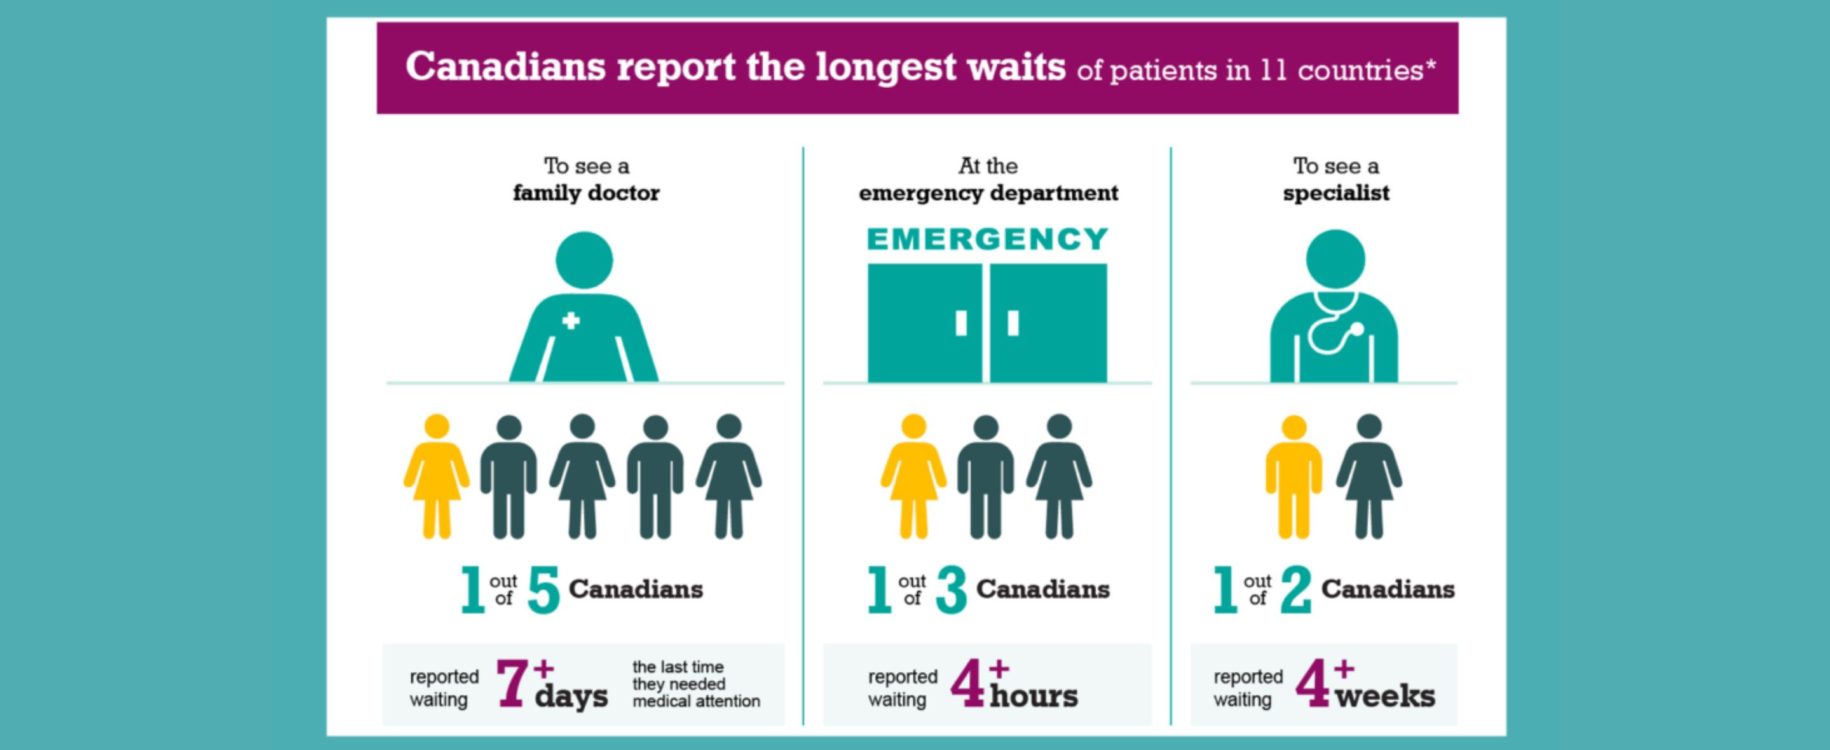 Canadians report the longest waits of patients in 11 countries*
To see a
family doctor
1 out of 5 Canadians
reported waiting 7+ days the last time they needed medical attention
At the
emergency department
EMERGENCY
1 out of 3 Canadians
reported waiting 4+ hours
To see a
specialist
1 out of 2 Canadians
reported waiting 4+ weeks